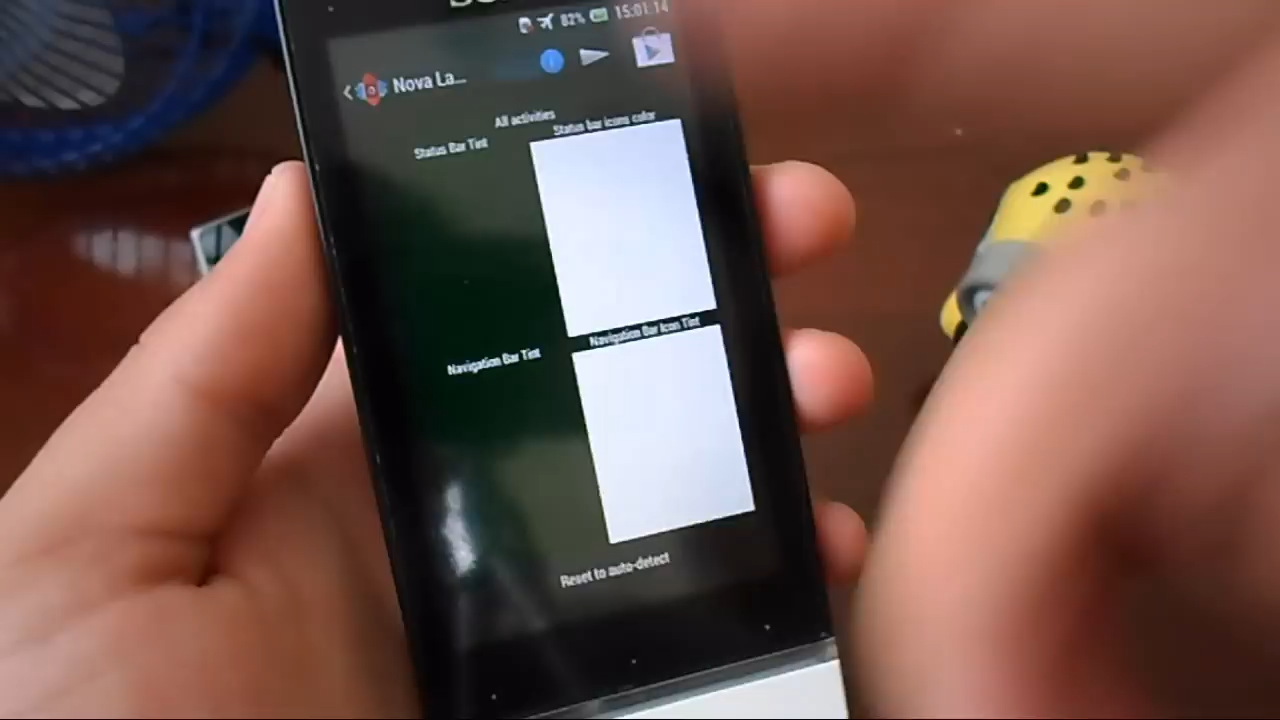 82% 15:01.14
Nova La...
All activities
Status Bar Tint
Status bar icons color
Navigation Bar Tint
Navigation Bar Icon Tint
Reset to auto-detect